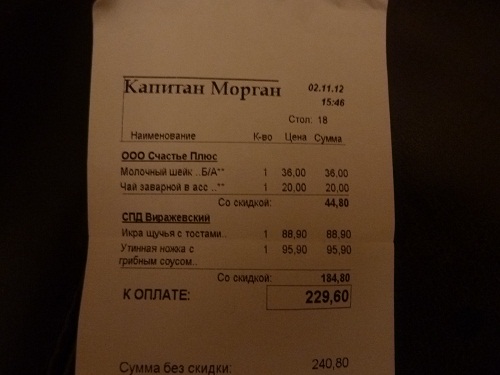 Капитан Морган
02.11.12
15:46
Стол: 18
Наименование К-во Цена Сумма
ООО Счастье Плюс
Молочный шейк ..Б/А** 1 36,00 36,00
Чай заварной в асс ..** 1 20,00 20,00
Со скидкой: 44,80
СПД Виражевский
Икра щучья с тостами.. 1 88,90 88,90
Утинная ножка с 1 95,90 95,90
грибным соусом..
Со скидкой: 184,80
К ОПЛАТЕ: 229,60
Сумма без скидки: 240,80